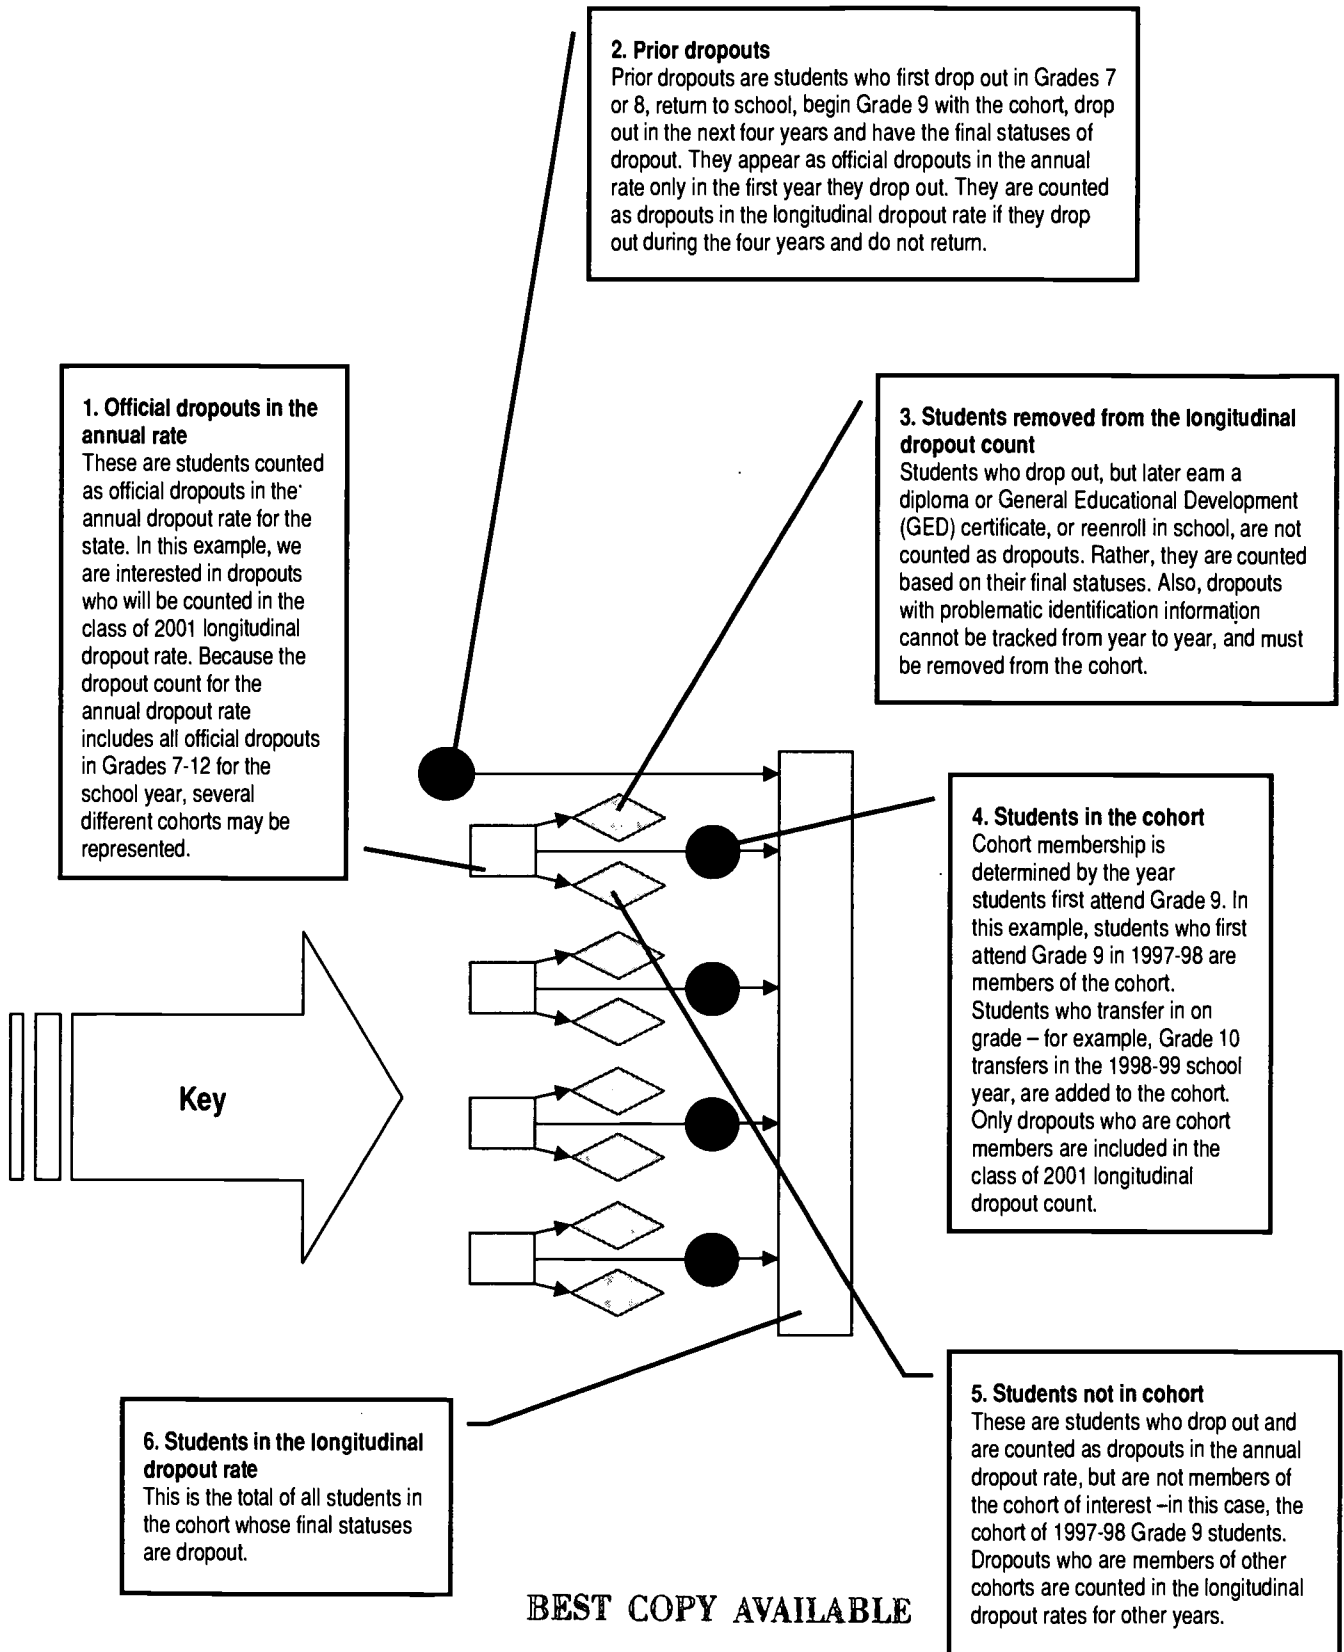 2. Prior dropouts
Prior dropouts are students who first drop out in Grades 7
or 8, return to school, begin Grade 9 with the cohort, drop
out in the next four years and have the final statuses of
dropout. They appear as official dropouts in the annual
rate only in the first year they drop out. They are counted
as dropouts in the longitudinal dropout rate if they drop
out during the four years and do not return.
1. Official dropouts in the
annual rate
These are students counted
as official dropouts in the
annual dropout rate for the
state. In this example, we
are interested in dropouts
who will be counted in the
class of 2001 longitudinal
dropout rate. Because the
dropout count for the
annual dropout rate
includes all official dropouts
in Grades 7-12 for the
school year, several
different cohorts may be
represented.
3. Students removed from the longitudinal
dropout count
Students who drop out, but later earn a
diploma or General Educational Development
(GED) certificate, or reenroll in school, are not
counted as dropouts. Rather, they are counted
based on their final statuses. Also, dropouts
with problematic identification information
cannot be tracked from year to year, and must
be removed from the cohort.
4. Students in the cohort
Cohort membership is
determined by the year
students first attend Grade 9. In
this example, students who first
attend Grade 9 in 1997-98 are
members of the cohort.
Students who transfer in on
grade – for example, Grade 10
transfers in the 1998-99 school
year, are added to the cohort.
Only dropouts who are cohort
members are included in the
class of 2001 longitudinal
dropout count.
Key
5. Students not in cohort
These are students who drop out and
are counted as dropouts in the annual
dropout rate, but are not members of
the cohort of interest –in this case, the
cohort of 1997-98 Grade 9 students.
Dropouts who are members of other
cohorts are counted in the longitudinal
dropout rates for other years.
6. Students in the longitudinal
dropout rate
This is the total of all students in
the cohort whose final statuses
are dropout.
BEST COPY AVAILABLE